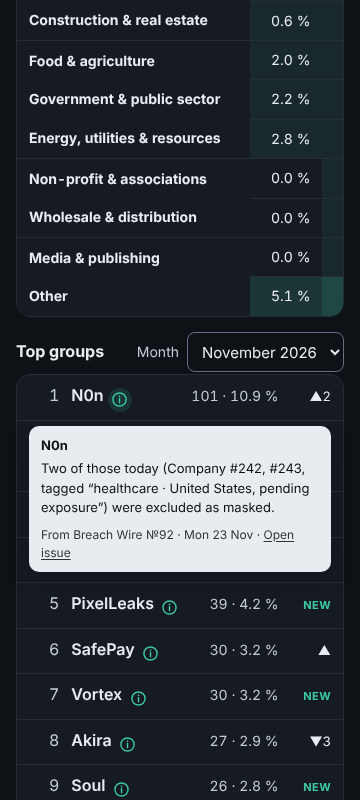 Construction & real estate 0.6 %
Food & agriculture 2.0 %
Government & public sector 2.2 %
Energy, utilities & resources 2.8 %
Non-profit & associations 0.0 %
Wholesale & distribution 0.0 %
Media & publishing 0.0 %
Other 5.1 %
Top groups Month November 2026
1 N0n 101 · 10.9 % ▲2
N0n
Two of those today (Company #242, #243,
tagged “healthcare · United States, pending
exposure”) were excluded as masked.
From Breach Wire №92 · Mon 23 Nov · Open
issue
5 PixelLeaks 39 · 4.2 % NEW
6 SafePay 30 · 3.2 % ▲
7 Vortex 30 · 3.2 % NEW
8 Akira 27 · 2.9 % ▼3
9 Soul 26 · 2.8 % NEW